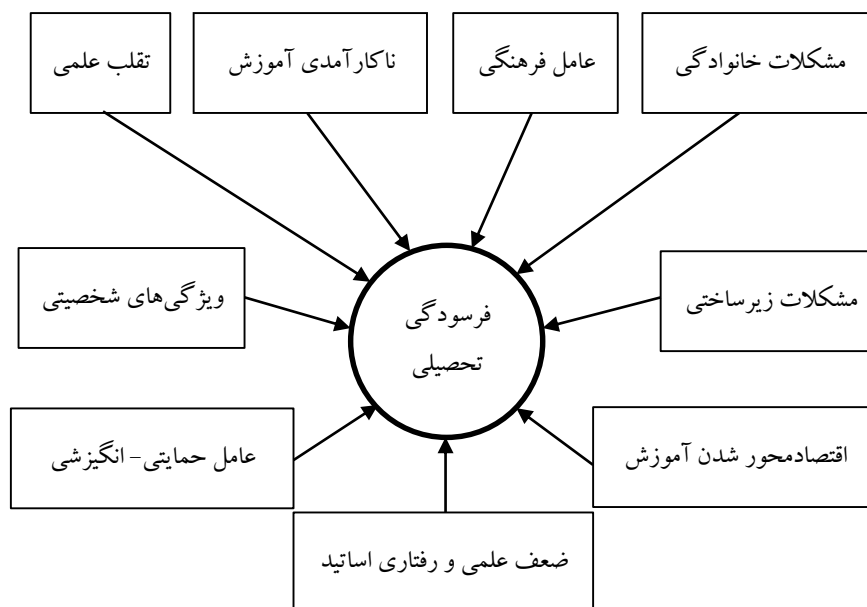 مشکلات خانوادگی
عامل فرهنگی
ناکارآمدی آموزش
تقلب علمی
مشکلات زیرساختی
ویژگی‌های شخصیتی
فرسودگی
تحصیلی
اقتصادمحور شدن آموزش
عامل حمایتی- انگیزشی
ضعف علمی و رفتاری اساتید